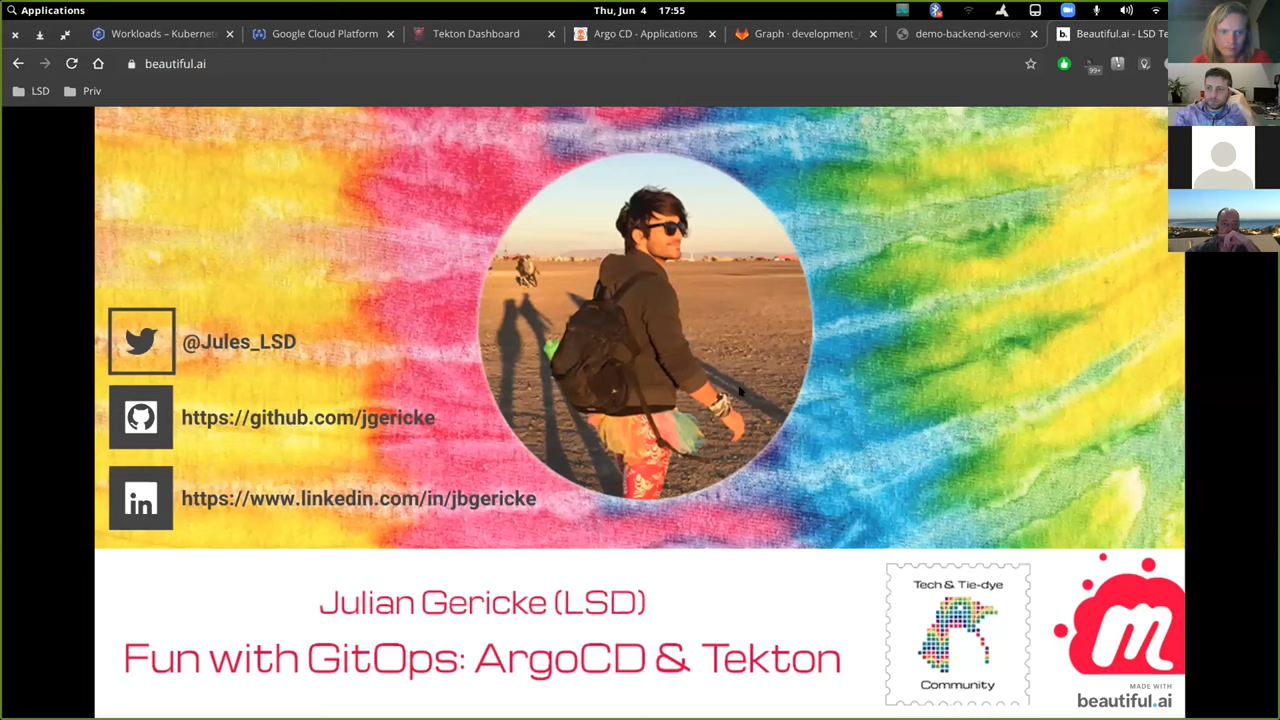 Applications
Thu, Jun 4 17:55
Workloads – Kubernete
Google Cloud Platform
Tekton Dashboard
Argo CD - Applications
Graph · development_
demo-backend-service
Beautiful.ai - LSD Te
beautiful.ai
99+
LSD
Priv
@Jules_LSD
https://github.com/jgericke
https://www.linkedin.com/in/jbgericke
Julian Gericke (LSD)
Fun with GitOps: ArgoCD & Tekton
Tech & Tie-dye
Community
m
MADE WITH
beautiful.ai